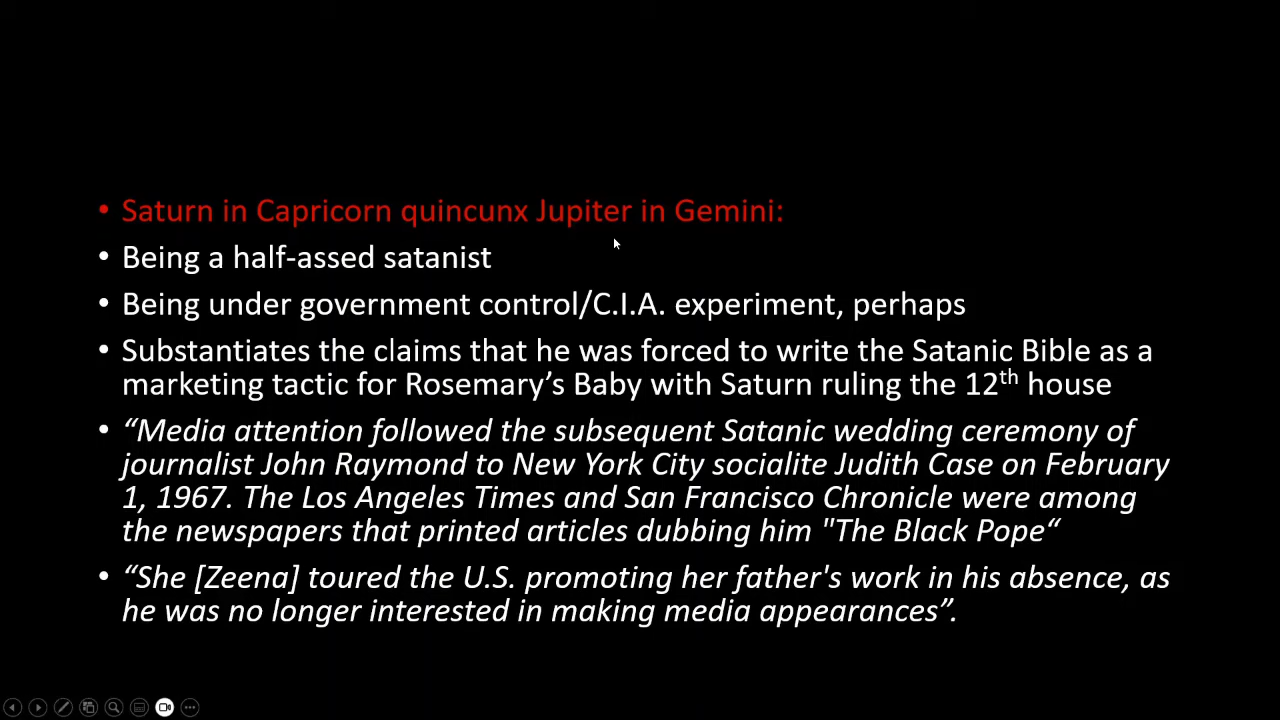 • Saturn in Capricorn quincunx Jupiter in Gemini:
• Being a half-assed satanist
• Being under government control/C.I.A. experiment, perhaps
• Substantiates the claims that he was forced to write the Satanic Bible as a
marketing tactic for Rosemary’s Baby with Saturn ruling the 12th house
• “Media attention followed the subsequent Satanic wedding ceremony of
journalist John Raymond to New York City socialite Judith Case on February
1, 1967. The Los Angeles Times and San Francisco Chronicle were among
the newspapers that printed articles dubbing him "The Black Pope“
• “She [Zeena] toured the U.S. promoting her father's work in his absence, as
he was no longer interested in making media appearances”.